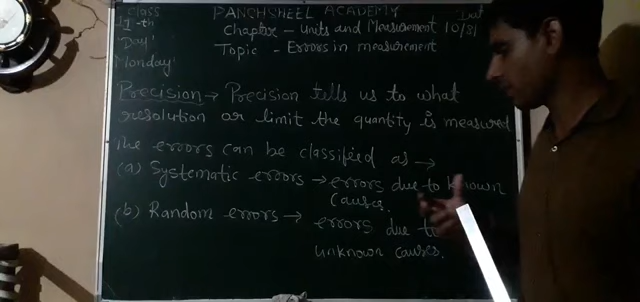 Class PANCHSHEEL ACADEMY Dat
11-th Chapter - Units and Measurement 10/31
Day Topic - Errors in measurement
Monday
Precision → Precision tells us to what
resolution or limit the quantity is measured
The errors can be classified as →
(a) Systematic errors → errors due to known
causes.
(b) Random errors → errors due to
unknown causes.